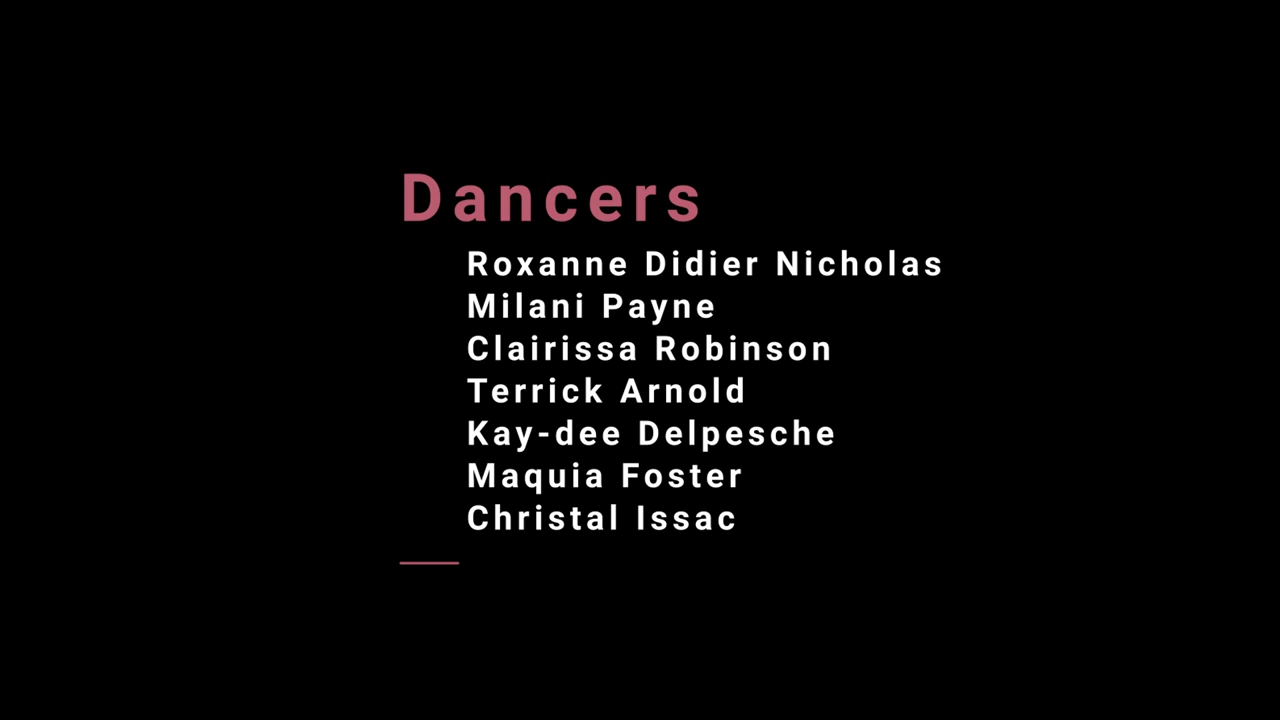 Dancers
Roxanne Didier Nicholas
Milani Payne
Clairissa Robinson
Terrick Arnold
Kay-dee Delpesche
Maquia Foster
Christal Issac